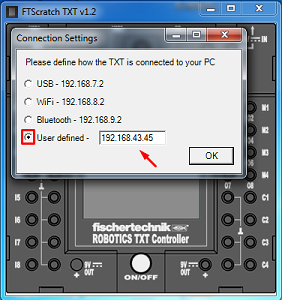 FTScratch TXT v1.2
Connection Settings
Please define how the TXT is connected to your PC
USB - 192.168.7.2
WiFi - 192.168.8.2
Bluetooth - 192.168.9.2
User defined - 192.168.43.45
OK
IN
M1
M2
M3
M4
I5
I6
I7
I8
O7
O8
C1
C2
C3
C4
fischertechnik
ROBOTICS TXT Controller
9V OUT
ON/OFF
9V OUT